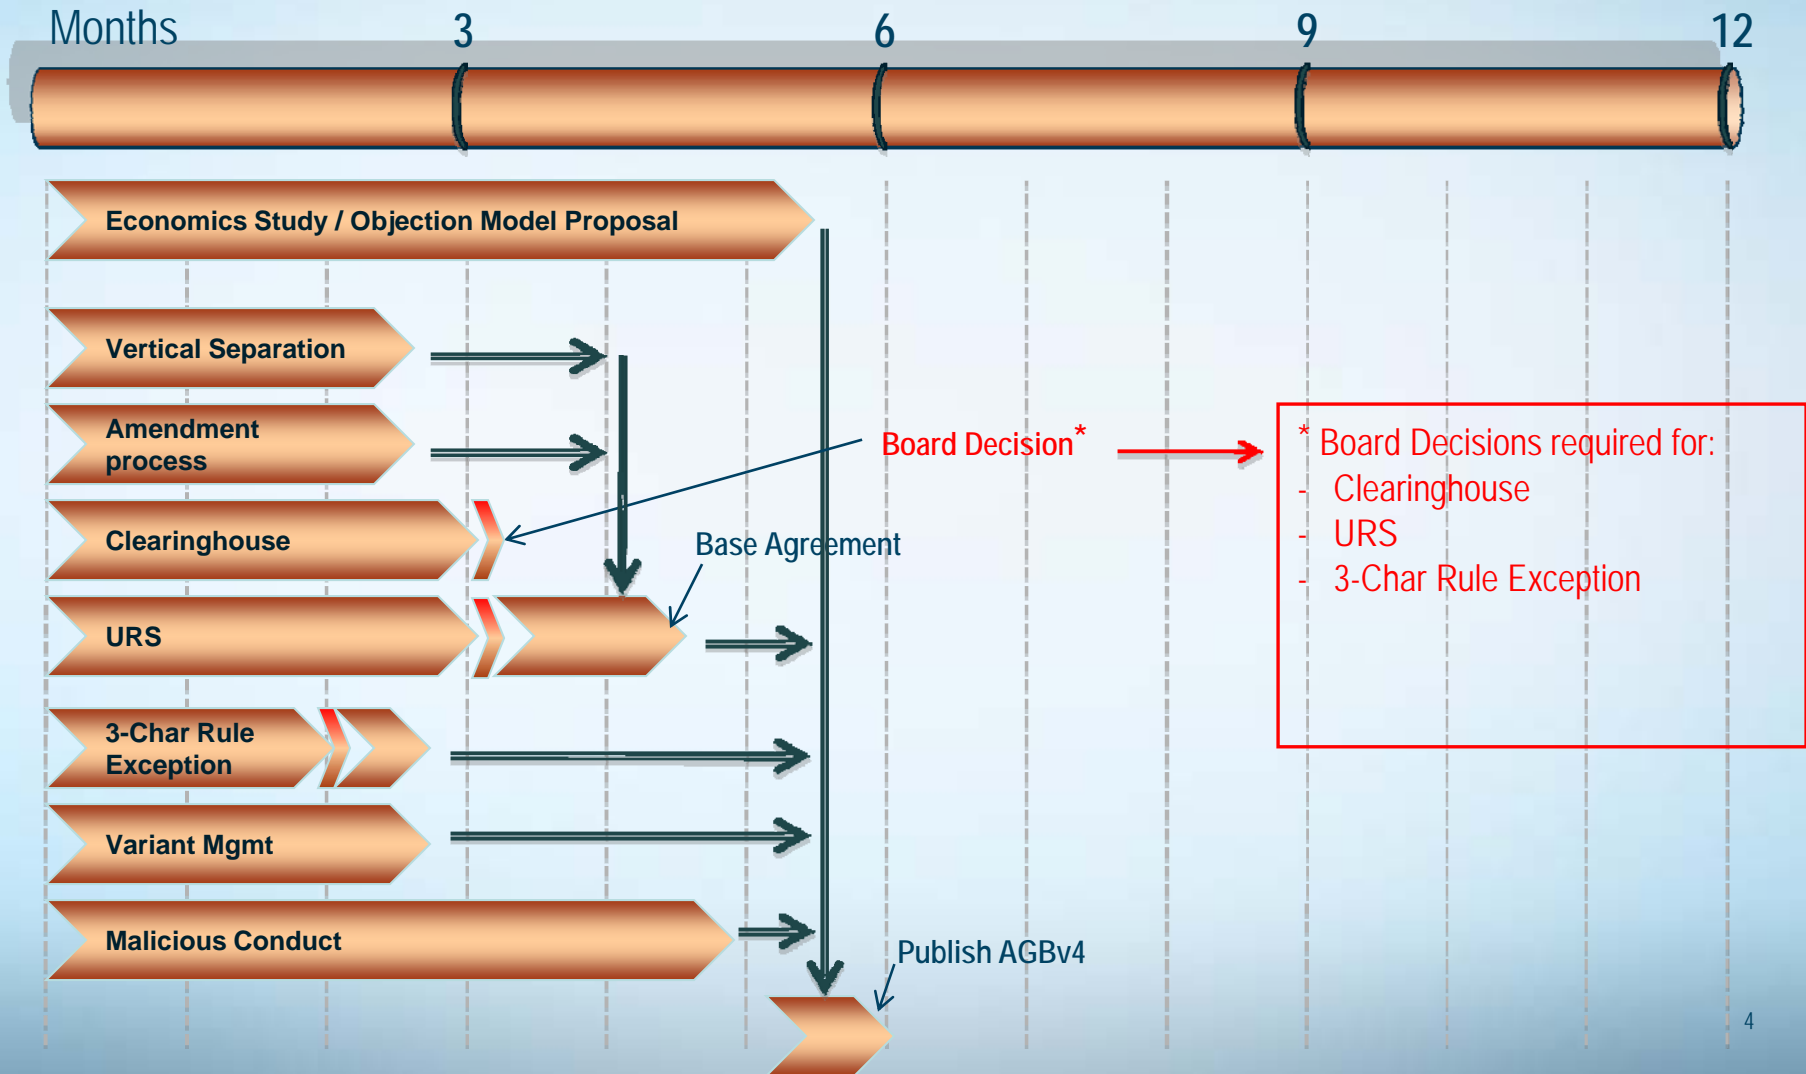 Months 3 6 9 12
Economics Study / Objection Model Proposal
Vertical Separation
Amendment
process
Clearinghouse
URS
3-Char Rule
Exception
Variant Mgmt
Malicious Conduct
Board Decision*
Base Agreement
Publish AGBv4
* Board Decisions required for:
- Clearinghouse
- URS
- 3-Char Rule Exception
4